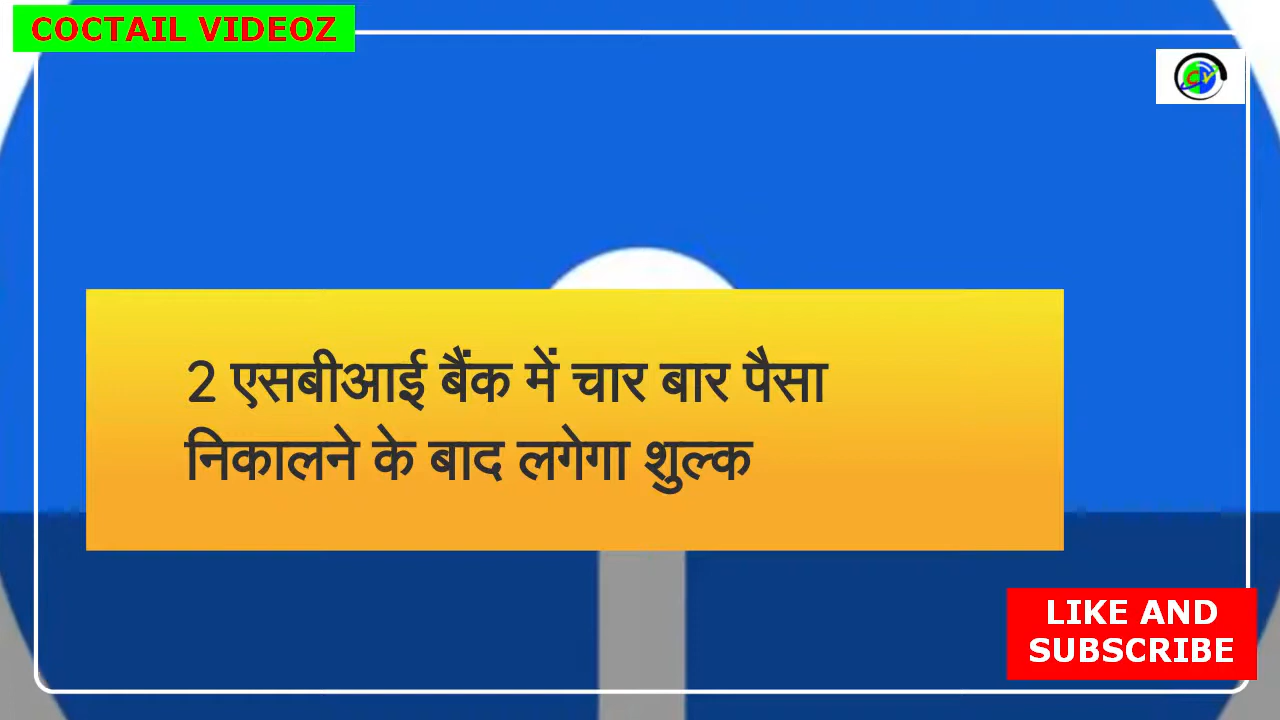 COCTAIL VIDEOZ
2 एसबीआई बैंक में चार बार पैसा
निकालने के बाद लगेगा शुल्क
LIKE AND
SUBSCRIBE